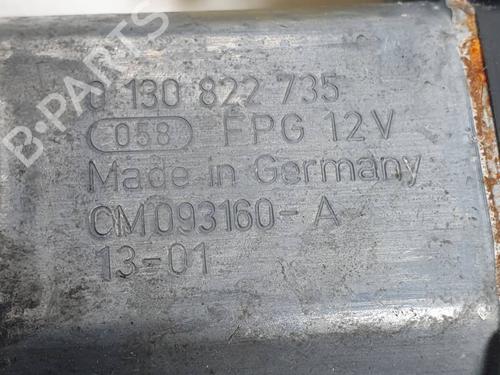 B-PARTS
0 130 822 735
058 FPG 12V
Made in Germany
CM093160-A
13-01